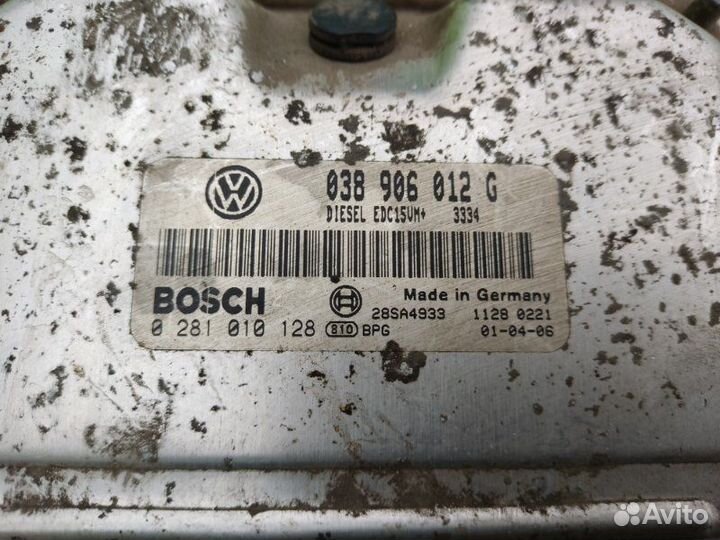 038 906 012 G
DIESEL EDC15VM+ 3334
BOSCH
Made in Germany
28SA4933 1128 0221
0 281 010 128 810 BPG 01-04-06
Avito